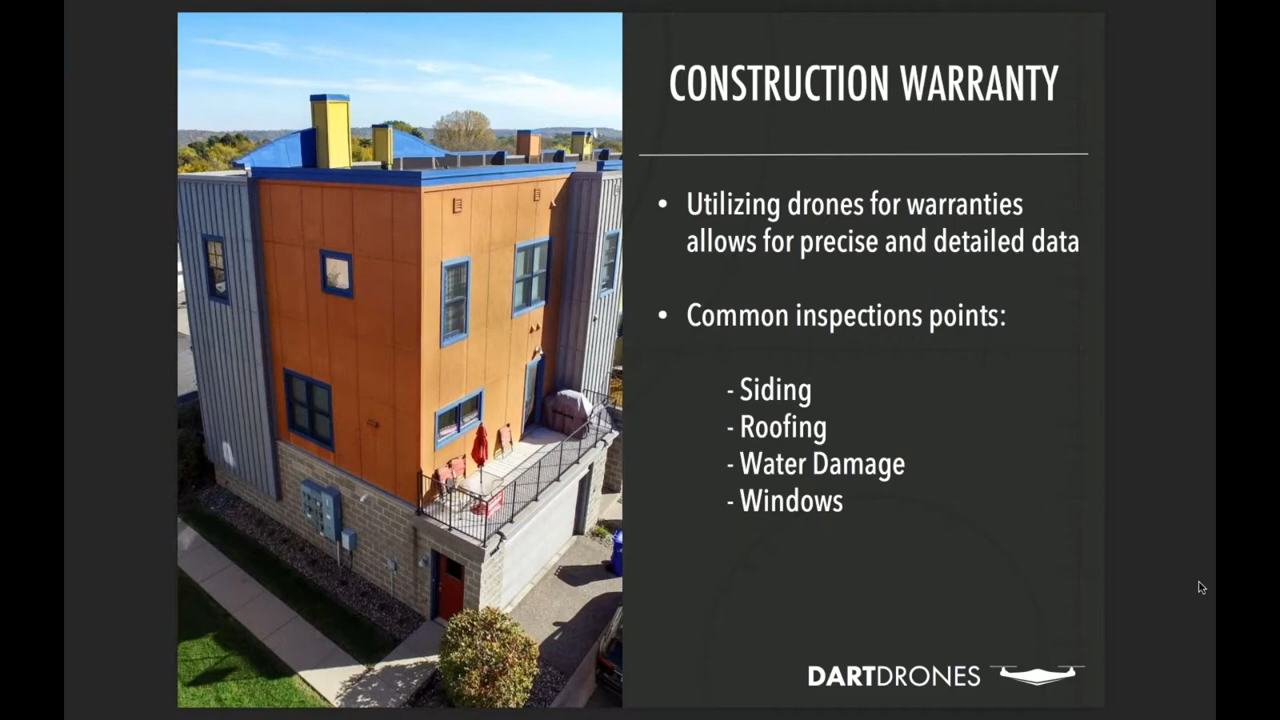 CONSTRUCTION WARRANTY
• Utilizing drones for warranties
allows for precise and detailed data
• Common inspections points:
- Siding
- Roofing
- Water Damage
- Windows
DARTDRONES